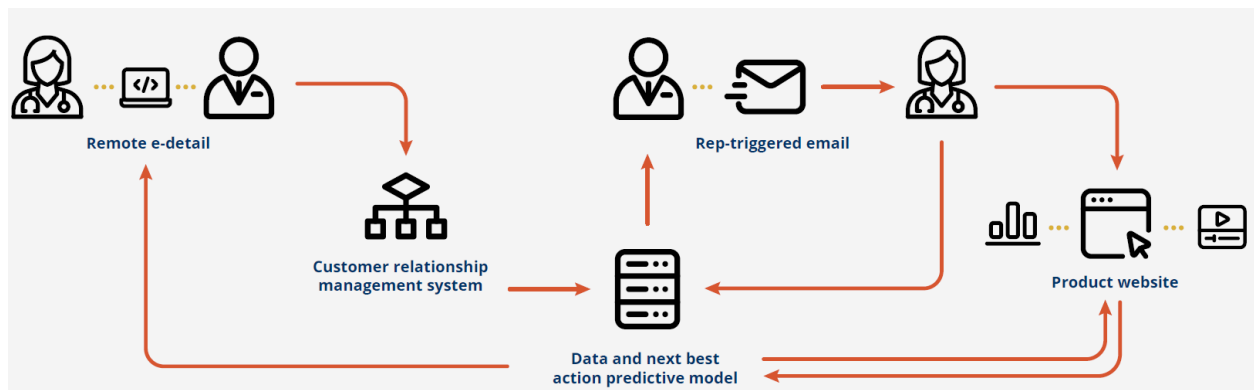 Remote e-detail
Rep-triggered email
Customer relationship
management system
Product website
Data and next best
action predictive model